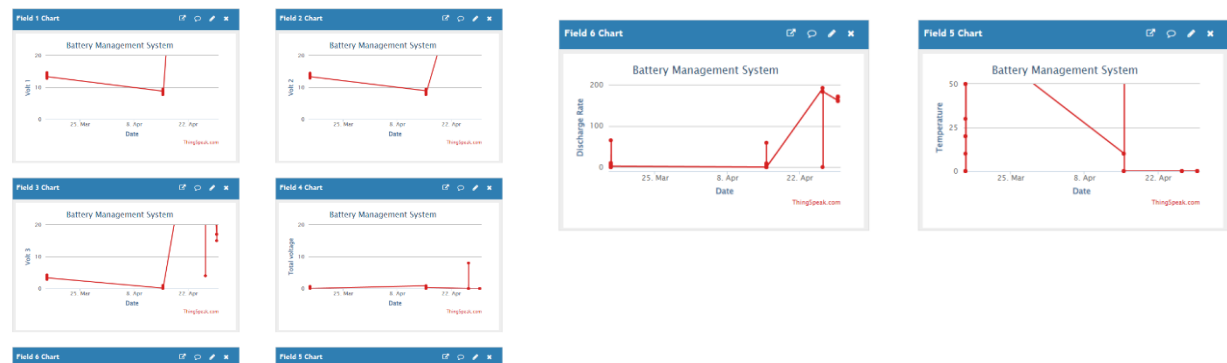 Field 1 Chart
Battery Management System
20
10
0
Volt 1
25. Mar
8. Apr
22. Apr
Date
ThingSpeak.com
Field 2 Chart
Battery Management System
20
10
0
Volt 2
25. Mar
8. Apr
22. Apr
Date
ThingSpeak.com
Field 3 Chart
Battery Management System
20
10
0
Volt 3
25. Mar
8. Apr
22. Apr
Date
ThingSpeak.com
Field 4 Chart
Battery Management System
20
10
0
Total voltage
25. Mar
8. Apr
22. Apr
Date
ThingSpeak.com
Field 6 Chart
Field 5 Chart
Field 6 Chart
Battery Management System
200
100
0
Discharge Rate
25. Mar
8. Apr
22. Apr
Date
ThingSpeak.com
Field 5 Chart
Battery Management System
50
25
0
Temperature
25. Mar
8. Apr
22. Apr
Date
ThingSpeak.com